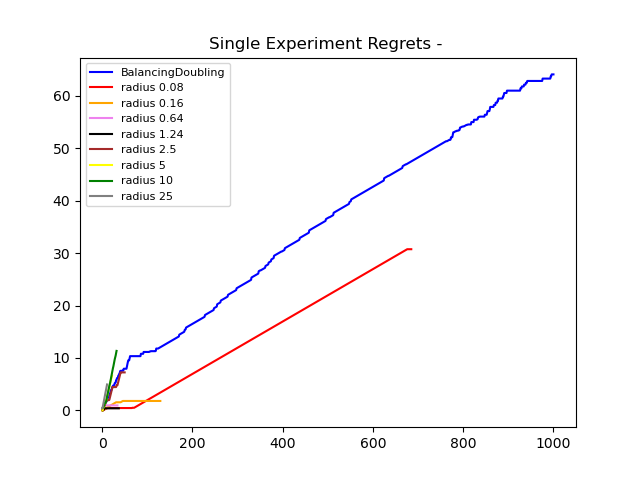 Single Experiment Regrets -
BalancingDoubling
radius 0.08
radius 0.16
radius 0.64
radius 1.24
radius 2.5
radius 5
radius 10
radius 25
60
50
40
30
20
10
0
0 200 400 600 800 1000